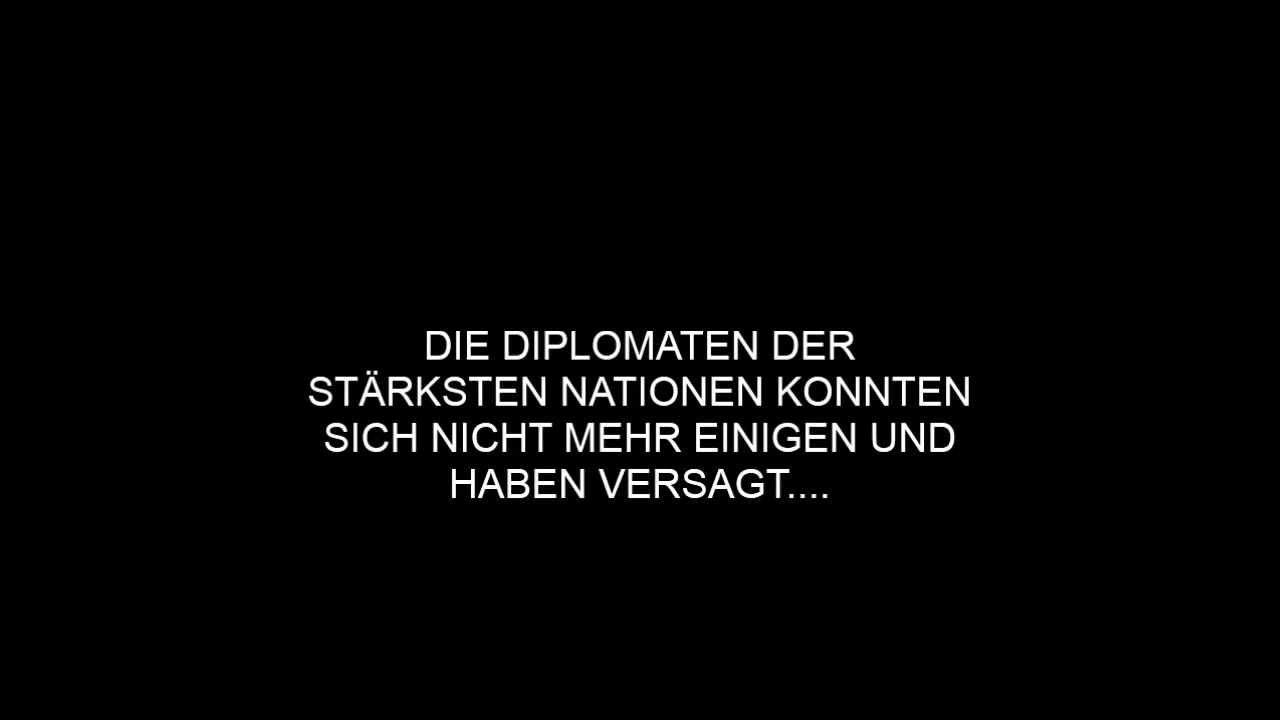 DIE DIPLOMATEN DER
STÄRKSTEN NATIONEN KONNTEN
SICH NICHT MEHR EINIGEN UND
HABEN VERSAGT....